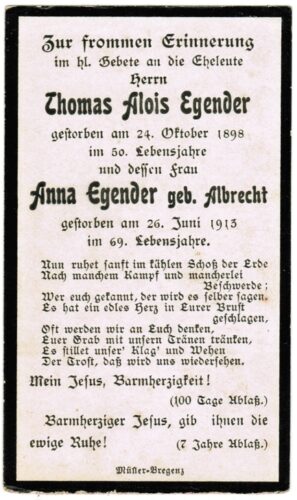 Zur frommen Erinnerung
im hl. Gebete an die Eheleute
Herrn
Thomas Alois Egender
gestorben am 24. Oktober 1898
im 50. Lebensjahre
und dessen Frau
Anna Egender geb. Albrecht
gestorben am 26. Juni 1913
im 69. Lebensjahre.
Nun ruhet sanft im kühlen Schoß der Erde
Nach manchem Kampf und mancherlei
Beschwerde;
Wer euch gekannt, der wird es selber sagen.
Es hat ein edles Herz in Eurer Brust
geschlagen,
Oft werden wir an Euch denken,
Euer Grab mit unsern Tränen tränken,
Es stillet unser' Klag' und Wehen
Der Trost, daß wird uns wiedersehen.
Mein Jesus, Barmherzigkeit!
(100 Tage Ablaß.)
Barmherziger Jesus, gib ihnen die
ewige Ruhe! (7 Jahre Ablaß.)
Müller-Bregenz